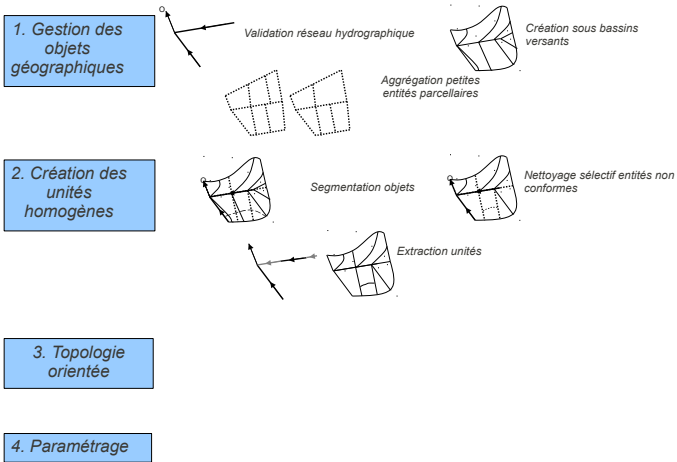 1. Gestion des
objets
géographiques
O
Validation réseau hydrographique
Création sous bassins
versants
Aggrégation petites
entités parcellaires
2. Création des
unités
homogènes
O
Segmentation objets
O
Nettoyage sélectif entités non
conformes
Extraction unités
3. Topologie
orientée
4. Paramétrage